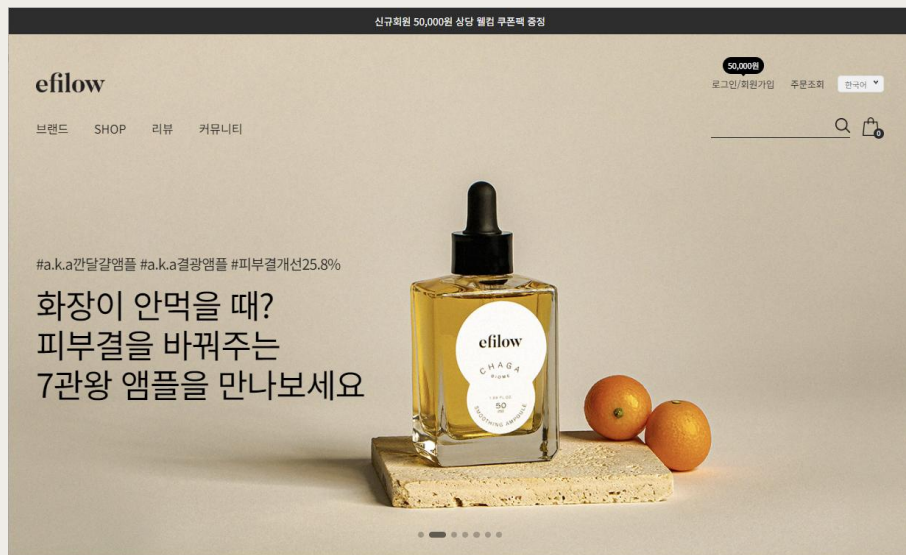 신규회원 50,000원 상당 웰컴 쿠폰팩 증정
50,000원
efilow
로그인/회원가입 주문조회 한국어
브랜드 SHOP 리뷰 커뮤니티
0
#a.k.a깐달걀앰플 #a.k.a결광앰플 #피부결개선25.8%
화장이 안먹을 때?
피부결을 바꿔주는
7관왕 앰플을 만나보세요
efilow
CHAGA
BIOME
50
SMOOTHING AMPOULE